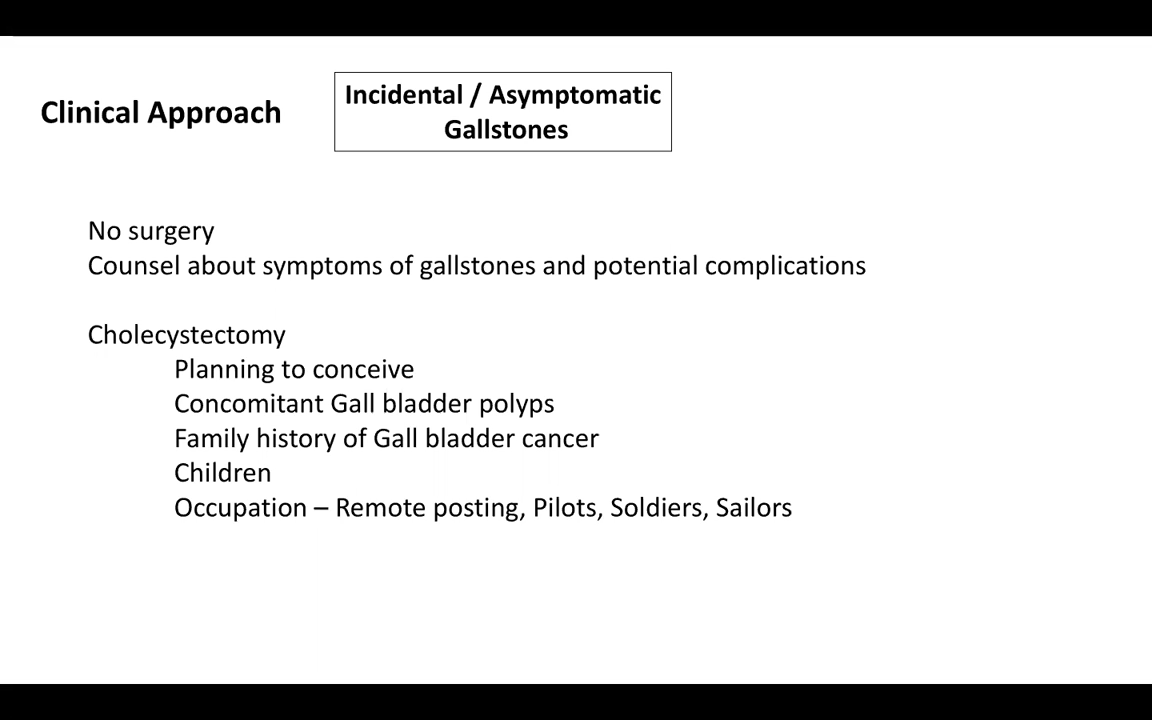 Clinical Approach
Incidental / Asymptomatic
Gallstones
No surgery
Counsel about symptoms of gallstones and potential complications
Cholecystectomy
Planning to conceive
Concomitant Gall bladder polyps
Family history of Gall bladder cancer
Children
Occupation – Remote posting, Pilots, Soldiers, Sailors